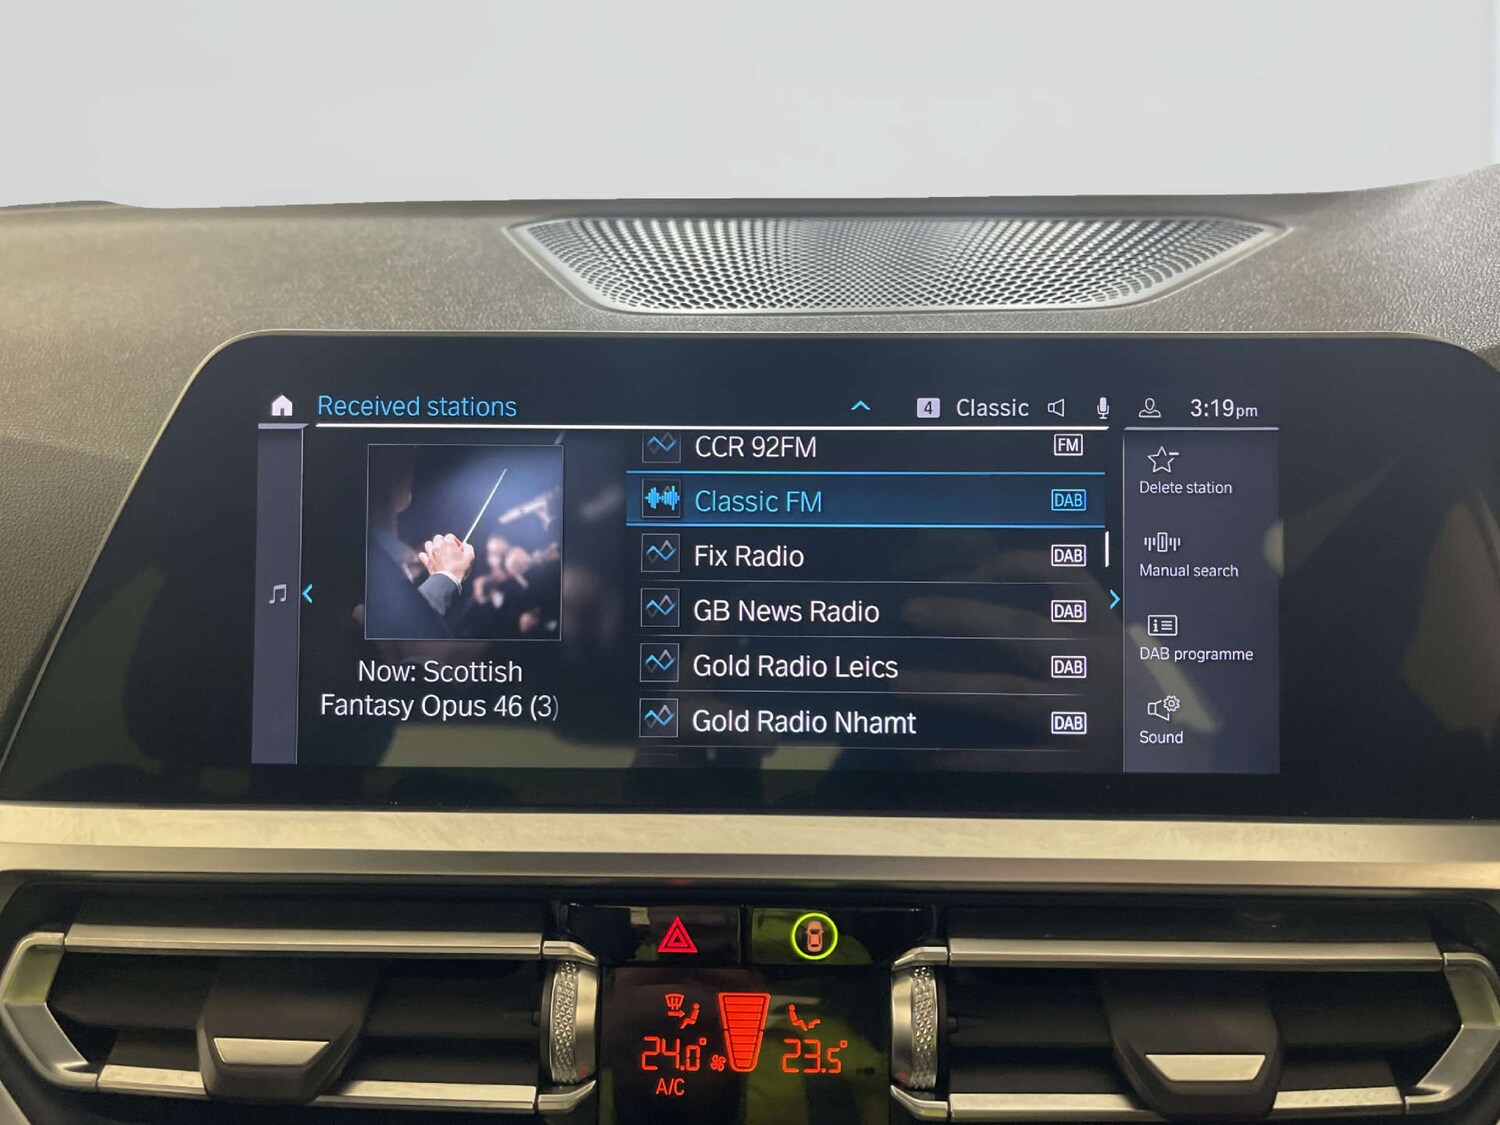 Received stations
4 Classic
3:19pm
CCR 92FM FM
Classic FM DAB
Fix Radio DAB
GB News Radio DAB
Gold Radio Leics DAB
Gold Radio Nhamt DAB
Now: Scottish
Fantasy Opus 46 (3)
Delete station
Manual search
DAB programme
Sound
24.0° 23.5°
A/C